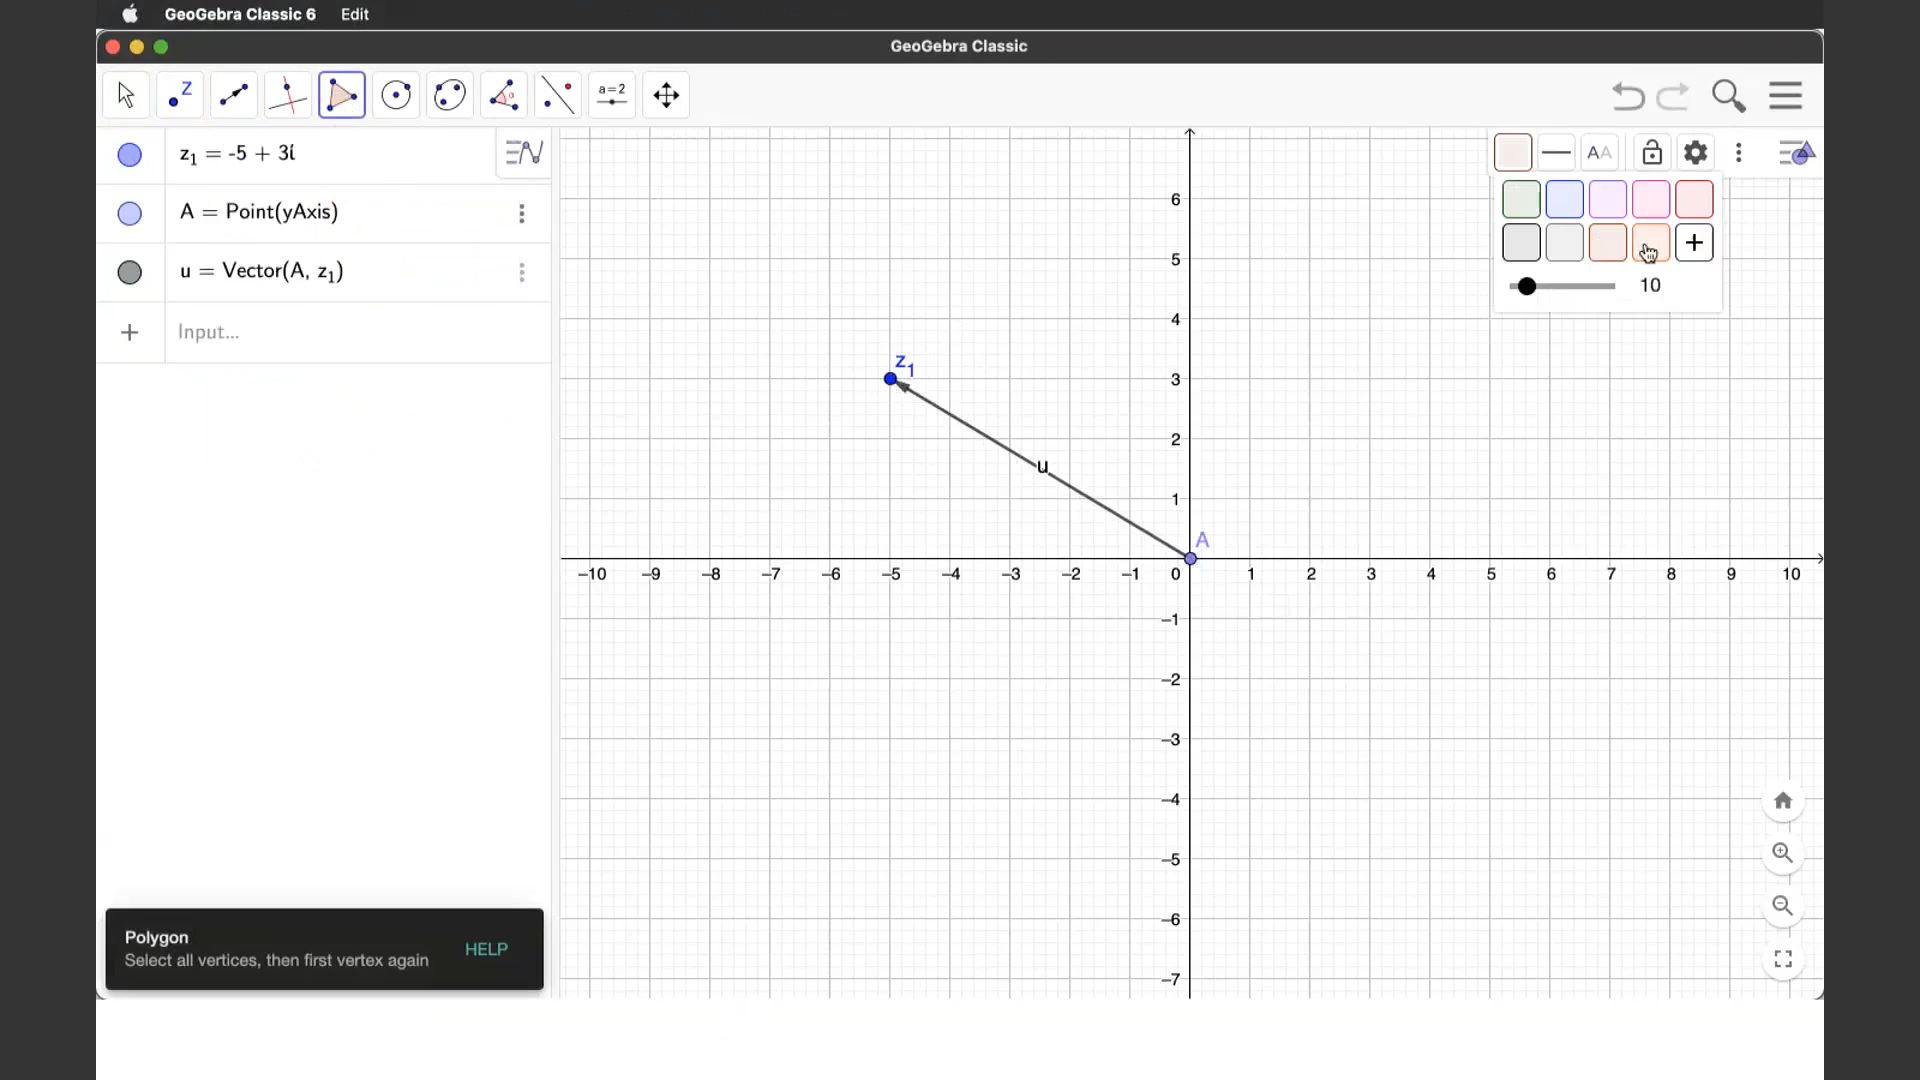 GeoGebra Classic 6 Edit
GeoGebra Classic
Z
α
a=2
z₁ = -5 + 3ί
A = Point(yAxis)
u = Vector(A, z₁)
+ Input...
AA
+
10
6
5
4
3
2
1
z₁
u
A
–10 –9 –8 –7 –6 –5 –4 –3 –2 –1 0 1 2 3 4 5 6 7 8 9 10
–1
–2
–3
–4
–5
–6
–7
Polygon
Select all vertices, then first vertex again
HELP